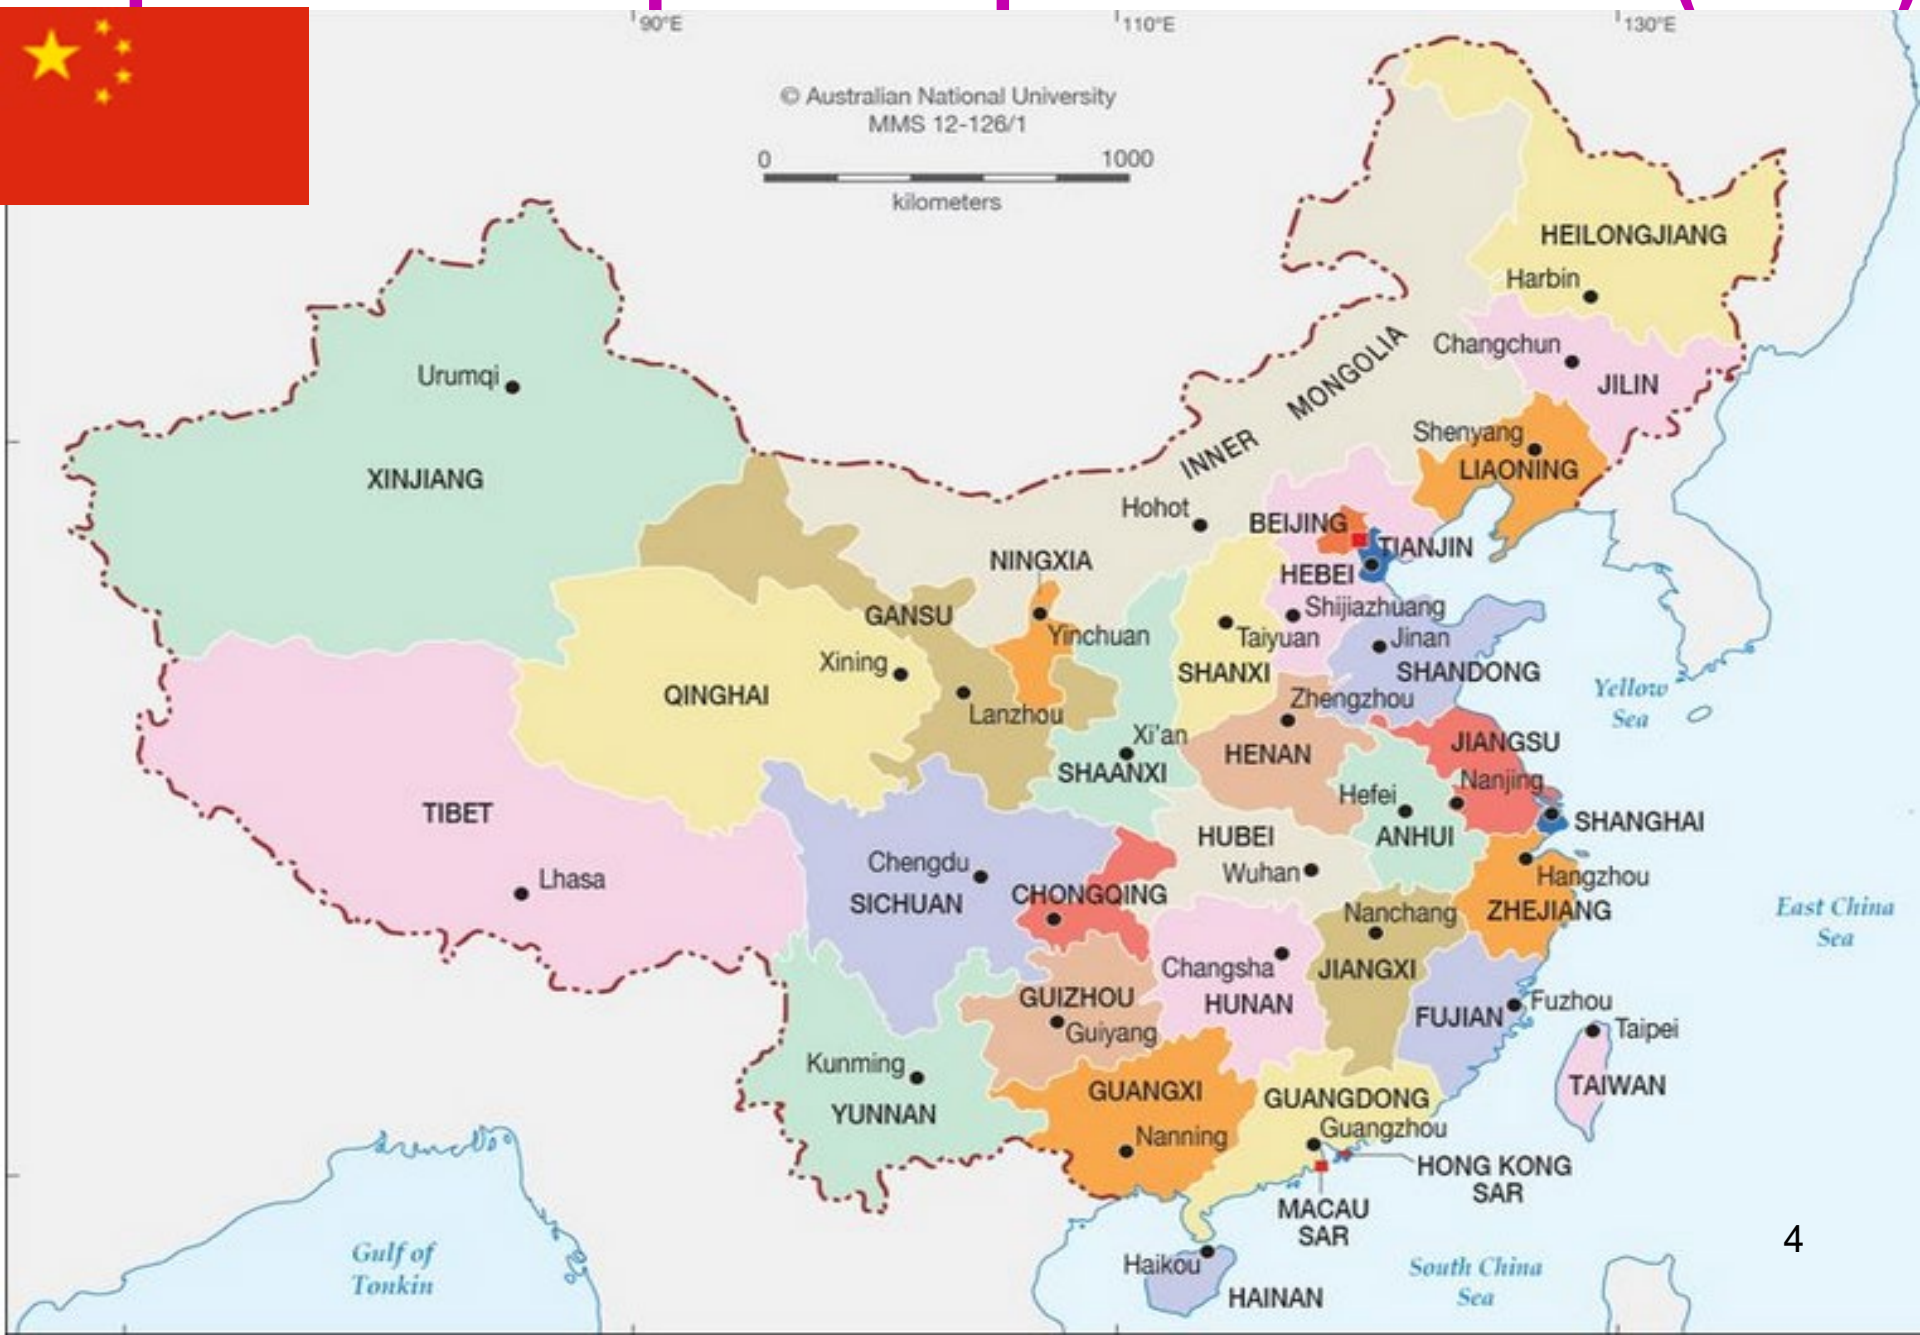 90°E
110°E
130°E
© Australian National University
MMS 12-126/1
0 1000
kilometers
HEILONGJIANG
Harbin
Changchun
JILIN
INNER MONGOLIA
Urumqi
XINJIANG
Shenyang
LIAONING
Hohot
BEIJING
TIANJIN
NINGXIA
HEBEI
GANSU
Shijiazhuang
Yinchuan
Taiyuan
Jinan
Xining
SHANXI
SHANDONG
QINGHAI
Zhengzhou
Yellow
Sea
Lanzhou
Xi'an
HENAN
JIANGSU
SHAANXI
Nanjing
Hefei
TIBET
SHANGHAI
HUBEI
ANHUI
Chengdu
Wuhan
Hangzhou
Lhasa
CHONGQING
SICHUAN
Nanchang
ZHEJIANG
East China
Sea
Changsha
JIANGXI
GUIZHOU
HUNAN
FUJIAN
Fuzhou
Guiyang
Taipei
Kunming
GUANGXI
GUANGDONG
TAIWAN
YUNNAN
Guangzhou
Nanning
HONG KONG
SAR
MACAU
SAR
4
Gulf of
Tonkin
Haikou
South China
Sea
HAINAN